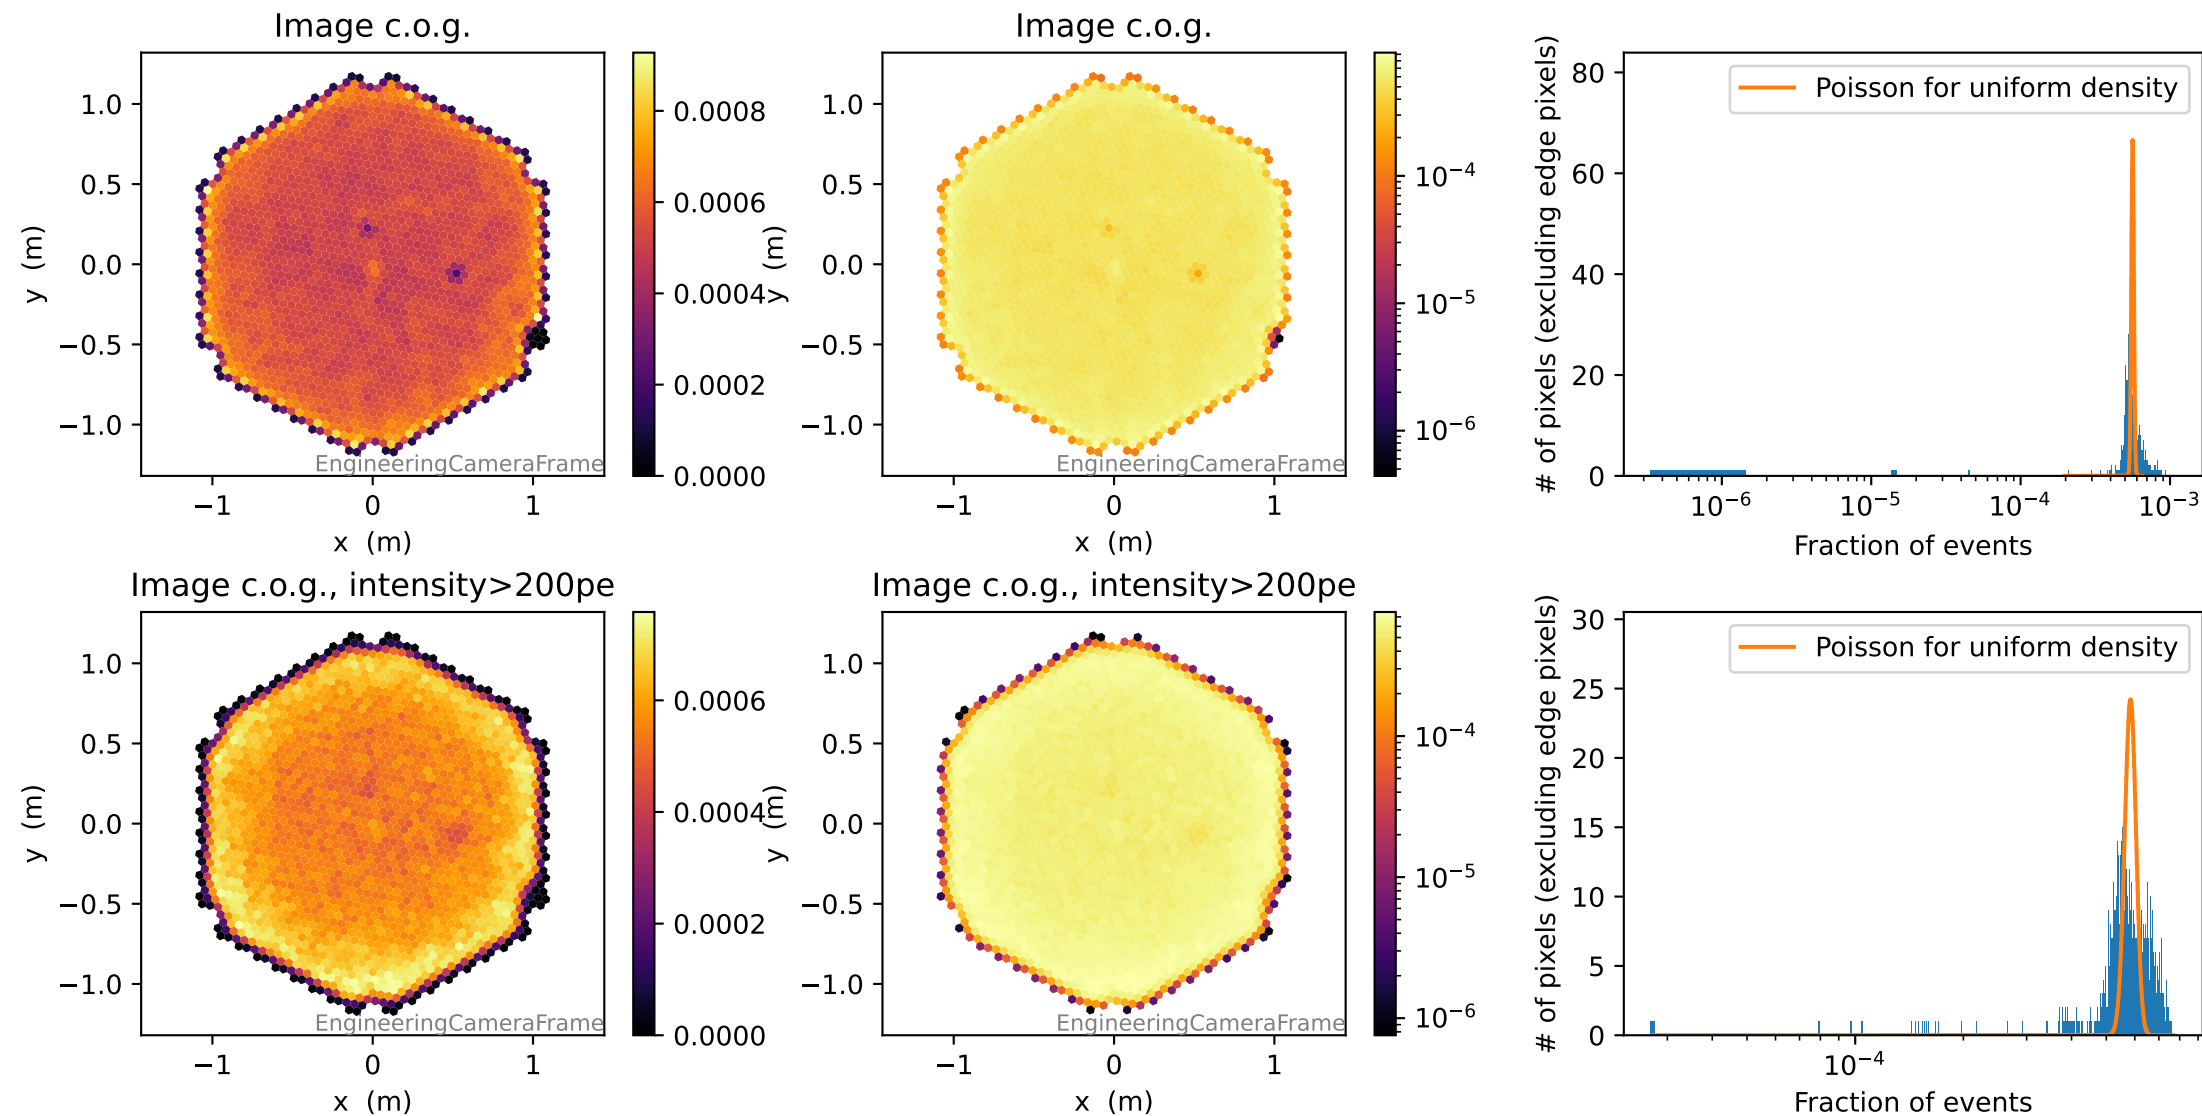 Image c.o.g.
1.0
0.5
0.0
−0.5
−1.0
y (m)
−1
0
1
x (m)
EngineeringCameraFrame
0.0008
0.0006
0.0004
0.0002
0.0000
Image c.o.g.
1.0
0.5
0.0
−0.5
−1.0
y (m)
−1
0
1
x (m)
EngineeringCameraFrame
10−4
10−5
10−6
80
60
40
20
0
# of pixels (excluding edge pixels)
Poisson for uniform density
10−6
10−5
10−4
10−3
Fraction of events
Image c.o.g., intensity>200pe
1.0
0.5
0.0
−0.5
−1.0
y (m)
−1
0
1
x (m)
EngineeringCameraFrame
0.0006
0.0004
0.0002
0.0000
Image c.o.g., intensity>200pe
1.0
0.5
0.0
−0.5
−1.0
y (m)
−1
0
1
x (m)
EngineeringCameraFrame
10−4
10−5
10−6
30
25
20
15
10
5
0
# of pixels (excluding edge pixels)
Poisson for uniform density
10−4
Fraction of events